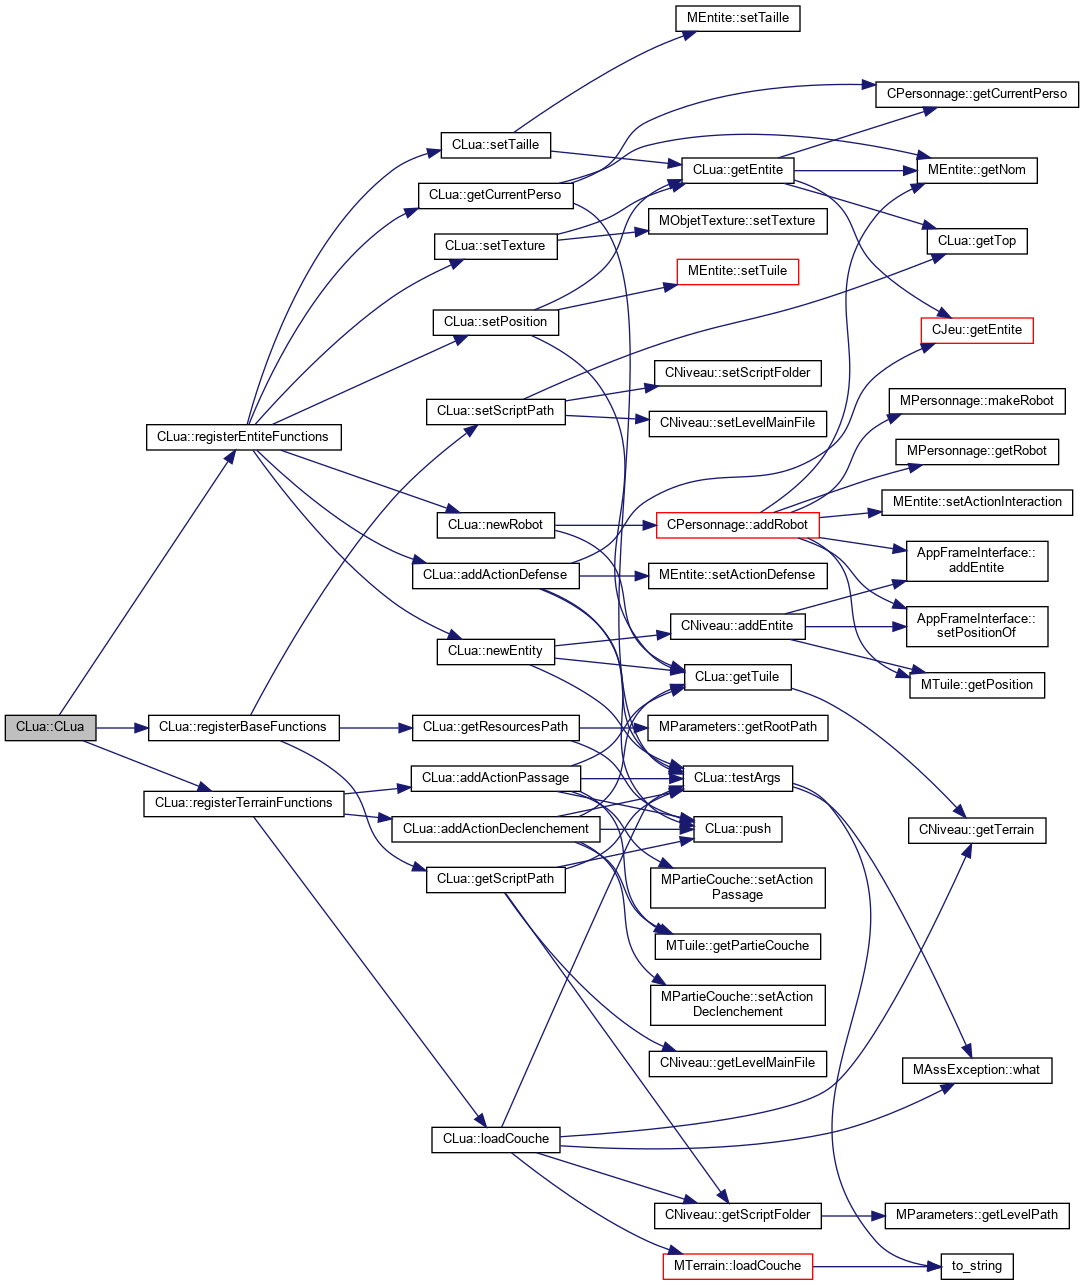 MEntite::setTaille
CPersonnage::getCurrentPerso
CLua::setTaille
CLua::getEntite
MEntite::getNom
CLua::getCurrentPerso
MObjetTexture::setTexture
CLua::setTexture
CLua::getTop
MEntite::setTuile
CLua::setPosition
CJeu::getEntite
CNiveau::setScriptFolder
MPersonnage::makeRobot
CLua::setScriptPath
CNiveau::setLevelMainFile
CLua::registerEntiteFunctions
MPersonnage::getRobot
MEntite::setActionInteraction
CLua::newRobot
CPersonnage::addRobot
AppFrameInterface::
addEntite
CLua::addActionDefense
MEntite::setActionDefense
CNiveau::addEntite
AppFrameInterface::
setPositionOf
CLua::newEntity
CLua::getTuile
MTuile::getPosition
CLua::CLua
CLua::registerBaseFunctions
CLua::getResourcesPath
MParameters::getRootPath
CLua::addActionPassage
CLua::testArgs
CLua::registerTerrainFunctions
CLua::addActionDeclenchement
CLua::push
CNiveau::getTerrain
CLua::getScriptPath
MPartieCouche::setAction
Passage
MTuile::getPartieCouche
MPartieCouche::setAction
Declenchement
CNiveau::getLevelMainFile
MAssException::what
CLua::loadCouche
CNiveau::getScriptFolder
MParameters::getLevelPath
MTerrain::loadCouche
to_string